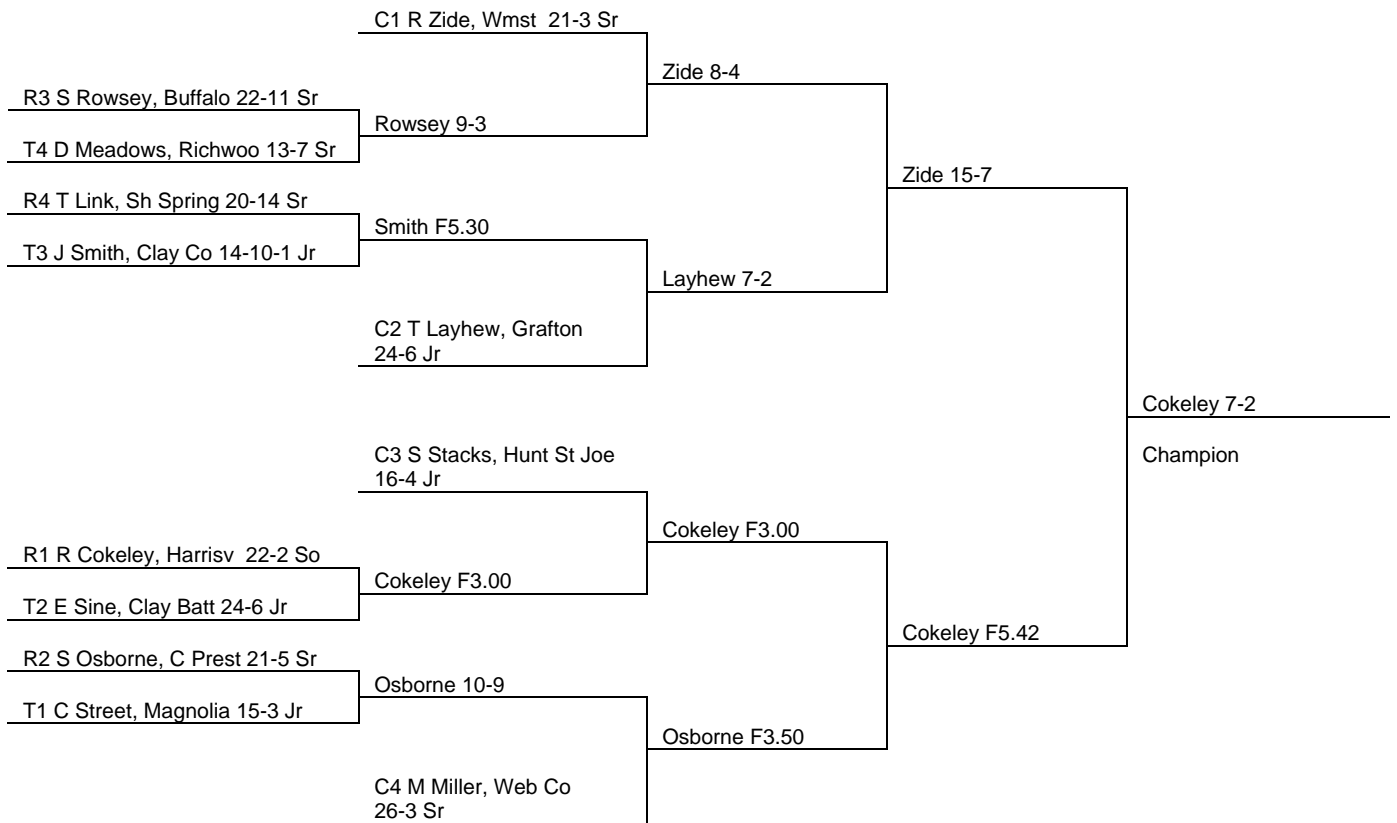 C1 R Zide, Wmst 21-3 Sr
Zide 8-4
R3 S Rowsey, Buffalo 22-11 Sr
Rowsey 9-3
T4 D Meadows, Richwoo 13-7 Sr
Zide 15-7
R4 T Link, Sh Spring 20-14 Sr
Smith F5.30
T3 J Smith, Clay Co 14-10-1 Jr
Layhew 7-2
C2 T Layhew, Grafton
24-6 Jr
Cokeley 7-2
C3 S Stacks, Hunt St Joe
16-4 Jr
Champion
Cokeley F3.00
R1 R Cokeley, Harrisv 22-2 So
Cokeley F3.00
T2 E Sine, Clay Batt 24-6 Jr
Cokeley F5.42
R2 S Osborne, C Prest 21-5 Sr
Osborne 10-9
T1 C Street, Magnolia 15-3 Jr
Osborne F3.50
C4 M Miller, Web Co
26-3 Sr